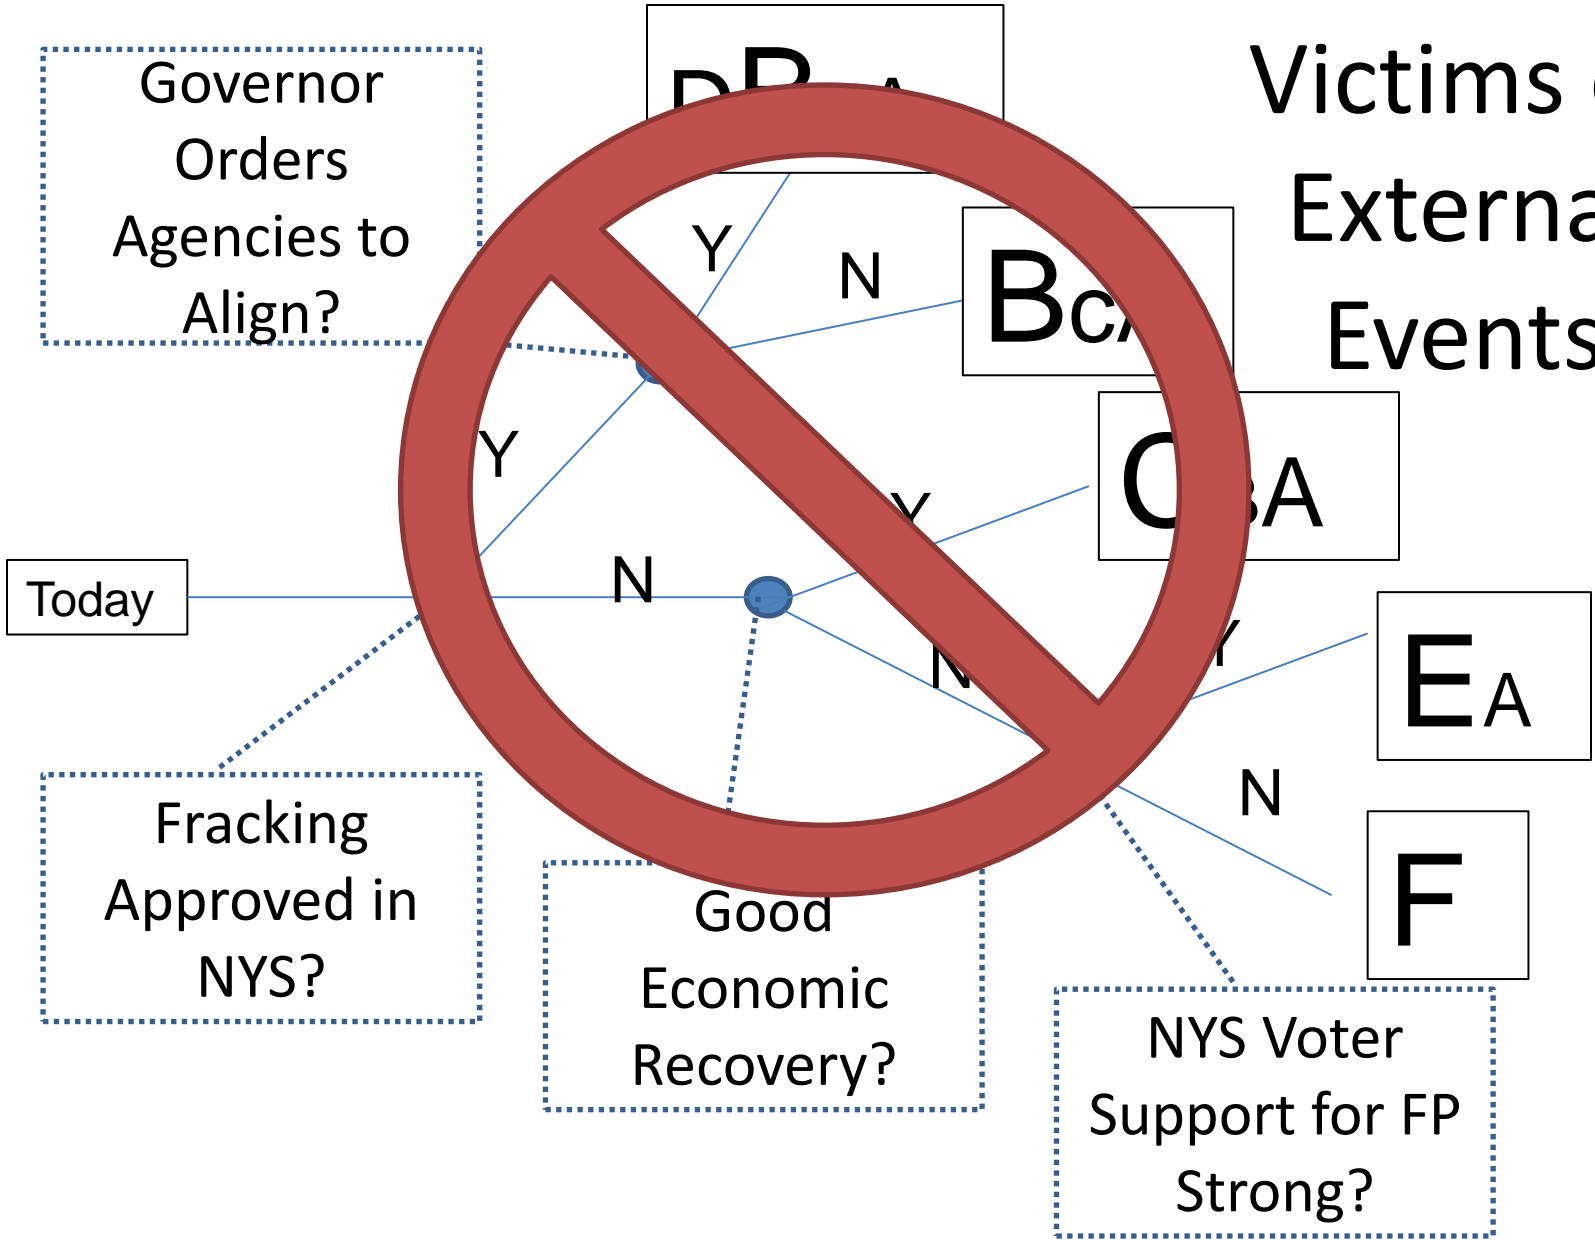 Governor
Orders
Agencies to
Align?
Victims
Externa
Events
Y
N
Bc
Y
Y
A
Today
N
N
Y
EA
N
F
Fracking
Approved in
NYS?
Good
Economic
Recovery?
NYS Voter
Support for FP
Strong?